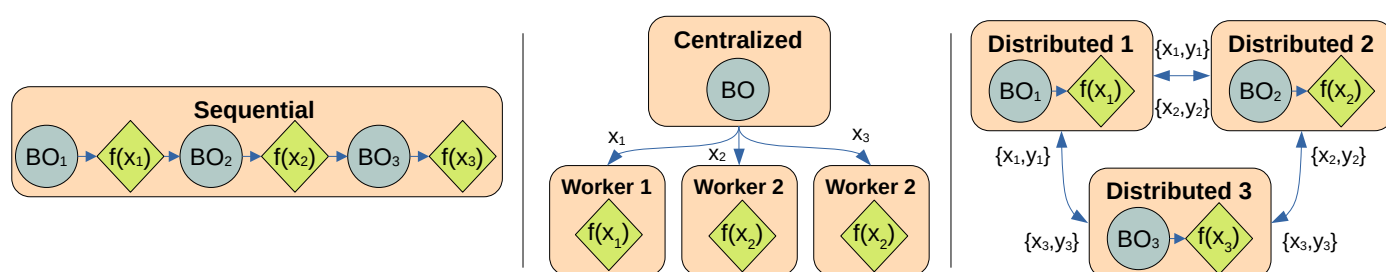 Sequential
BO₁ f(x₁) BO₂ f(x₂) BO₃ f(x₃)
Centralized
BO
x₁ x₂ x₃
Worker 1 Worker 2 Worker 2
f(x₁) f(x₂) f(x₂)
Distributed 1 {x₁,y₁} Distributed 2
BO₁ f(x₁) BO₂ f(x₂)
{x₂,y₂}
{x₁,y₁} {x₂,y₂}
Distributed 3
{x₃,y₃} BO₃ f(x₃) {x₃,y₃}